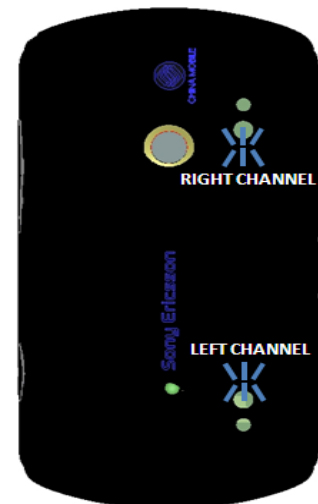 CHINA MOBILE
RIGHT CHANNEL
Sony Ericsson
LEFT CHANNEL